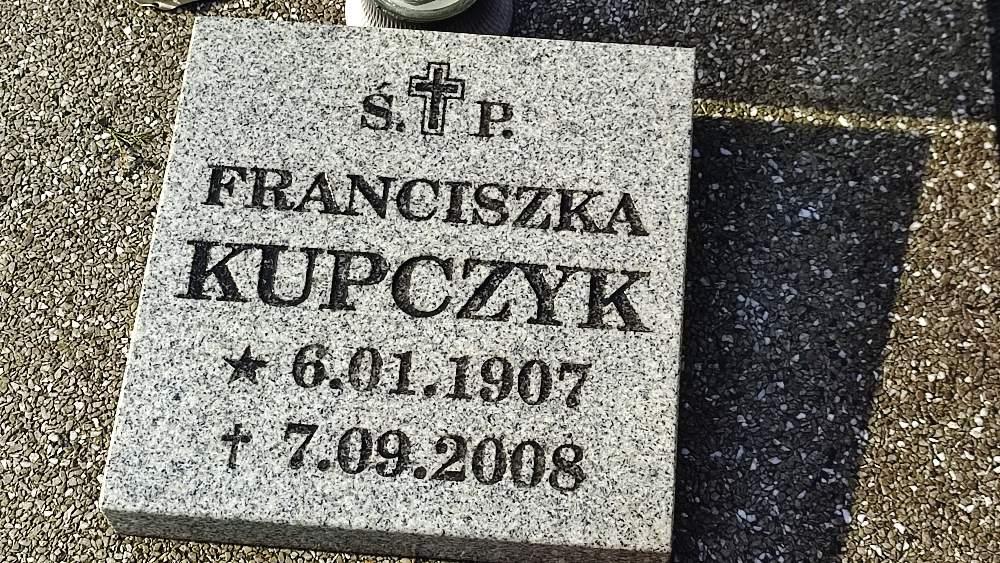 Ś. P.
FRANCISZKA
KUPCZYK
★ 6.01.1907
† 7.09.2008